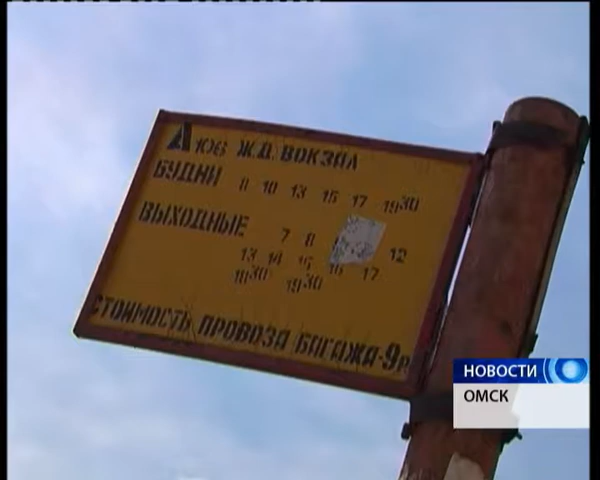 А 106 Ж.Д. ВОКЗАЛ
БУДНИ 8 10 13 15 17 19³⁰
ВЫХОДНЫЕ 7 8 12
13 14 15 16 17
18³⁰ 19³⁰
СТОИМОСТЬ ПРОВОЗА БАГАЖА-9р
НОВОСТИ
ОМСК